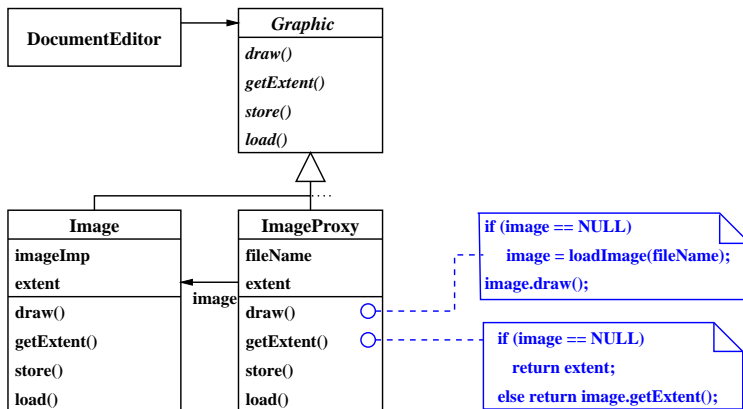 DocumentEditor
Graphic
draw()
getExtent()
store()
load()
Image
imageImp
extent
draw()
getExtent()
store()
load()
image
ImageProxy
fileName
extent
draw()
getExtent()
store()
load()
if (image == NULL)
image = loadImage(fileName);
image.draw();
if (image == NULL)
return extent;
else return image.getExtent();